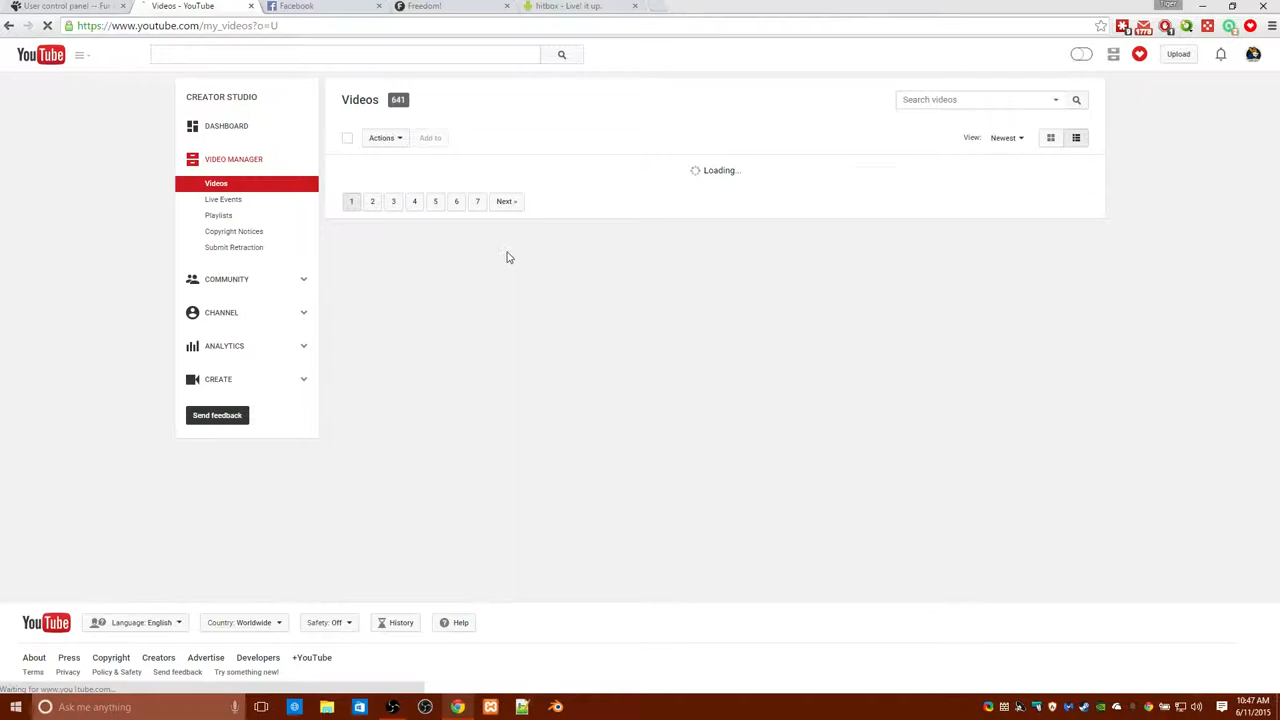 User control panel -- Fur
Videos - YouTube
Facebook
Freedom!
hitbox - Live! it up.
Tiger
https://www.youtube.com/my_videos?o=U
YouTube
Upload
CREATOR STUDIO
DASHBOARD
VIDEO MANAGER
Videos
Live Events
Playlists
Copyright Notices
Submit Retraction
COMMUNITY
CHANNEL
ANALYTICS
CREATE
Send feedback
Videos 641
Search videos
Actions
Add to
View: Newest
Loading...
1 2 3 4 5 6 7 Next »
YouTube
Language: English
Country: Worldwide
Safety: Off
History
Help
About Press Copyright Creators Advertise Developers +YouTube
Terms Privacy Policy & Safety Send feedback Try something new!
Waiting for www.youtube.com...
Ask me anything
10:47 AM
6/11/2015